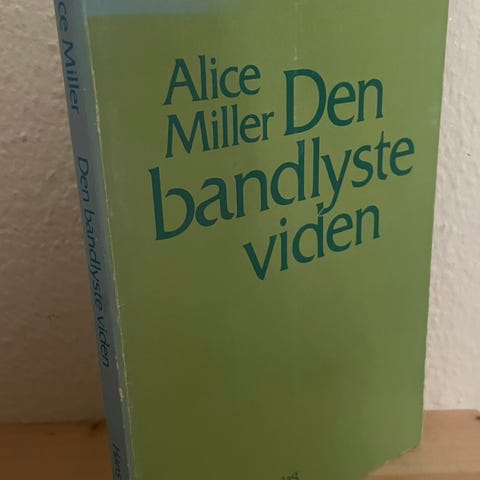 Alice
Miller Den
bandlyste
viden
ce Miller
Den bandlyste viden